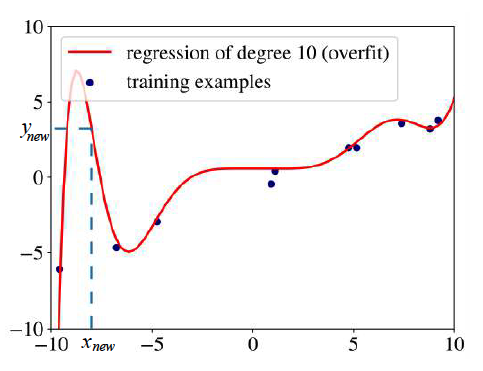 10
regression of degree 10 (overfit)
training examples
5
y_new
0
−5
−10
−10 x_new −5 0 5 10